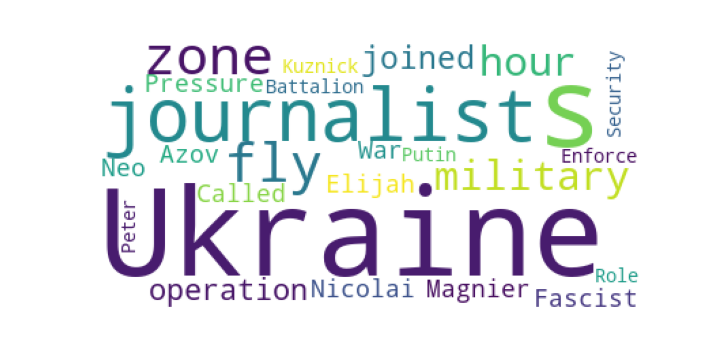 zone Kuznick joined hour Security
Pressure Battalion
journalist S
Neo Azov fly War Putin Enforce
Called Elijah military
Peter Ukraine
operation Nicolai Magnier Fascist Role